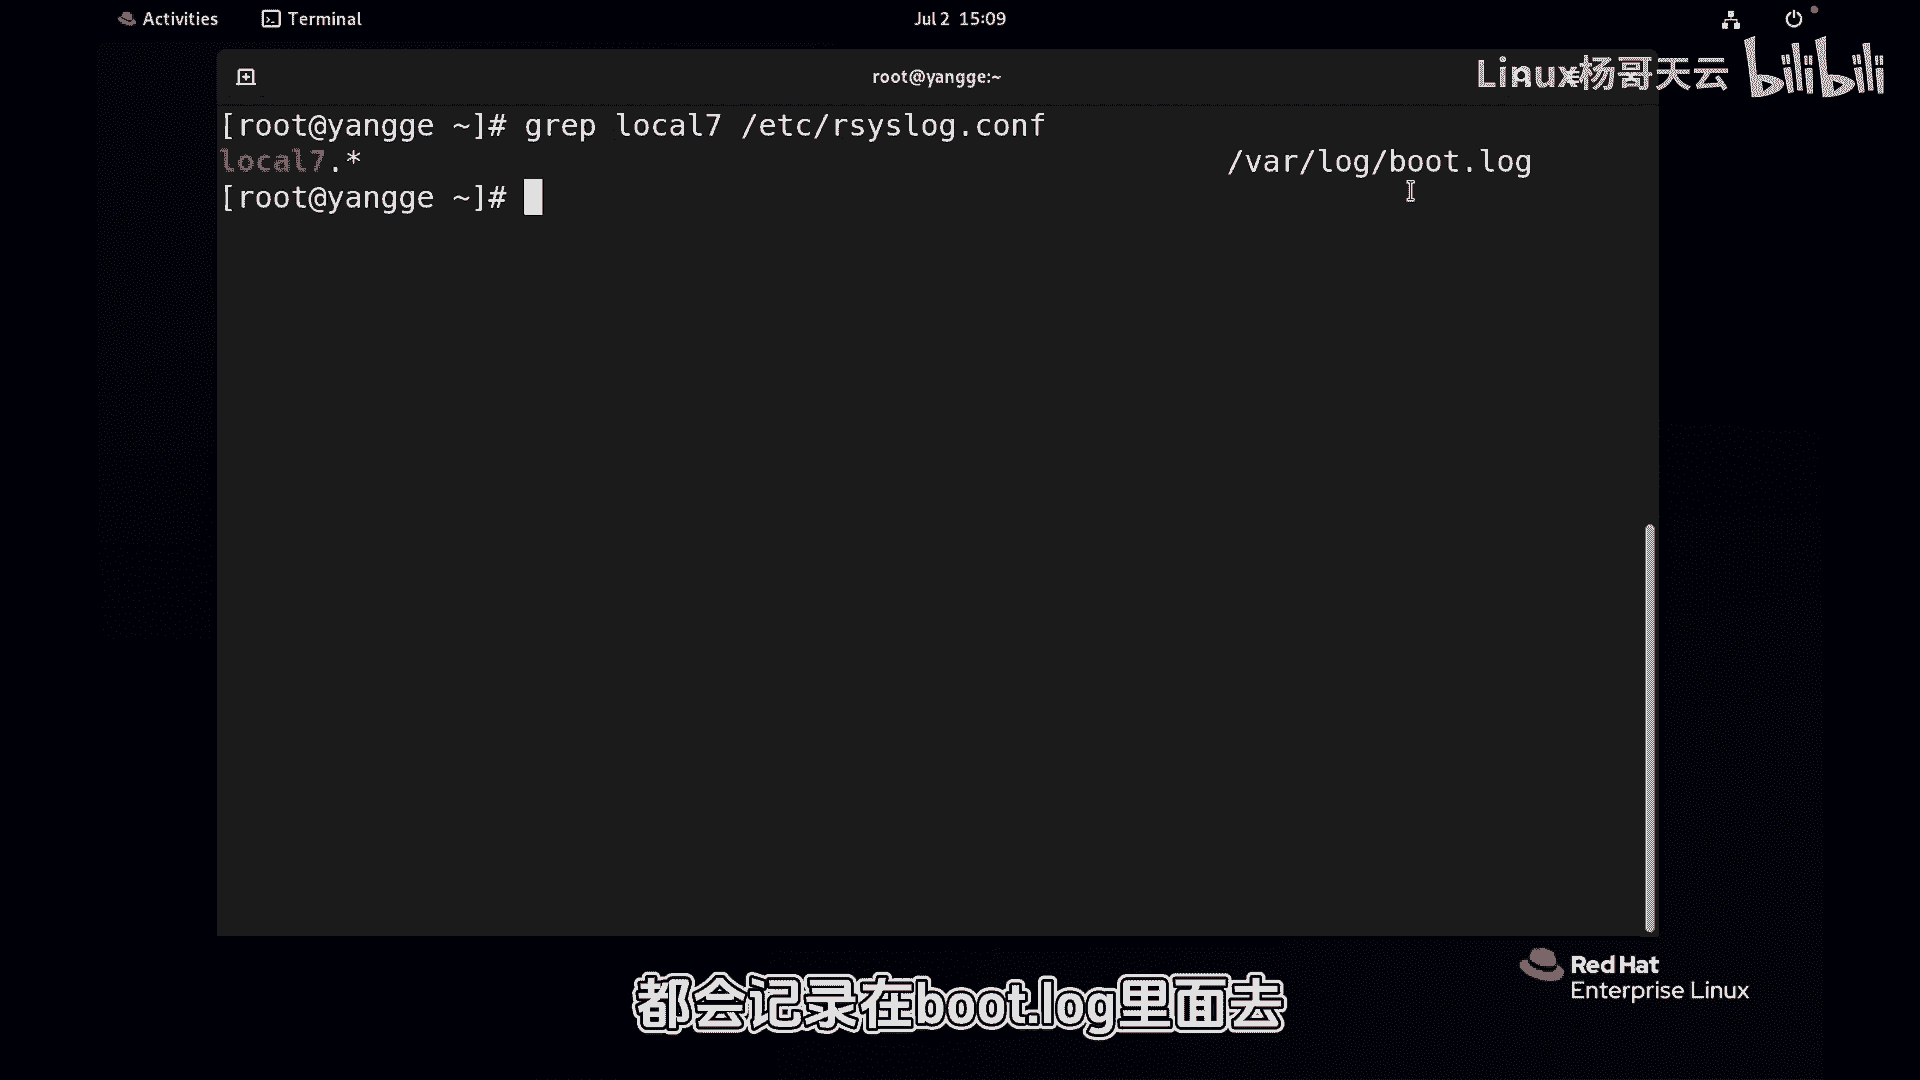 Activities
Terminal
Jul 2 15:09
root@yangge:~
Linux杨哥天云 bilibili
[root@yangge ~]# grep local7 /etc/rsyslog.conf
local7.* /var/log/boot.log
[root@yangge ~]#
Red Hat
Enterprise Linux
都会记录在boot.log里面去